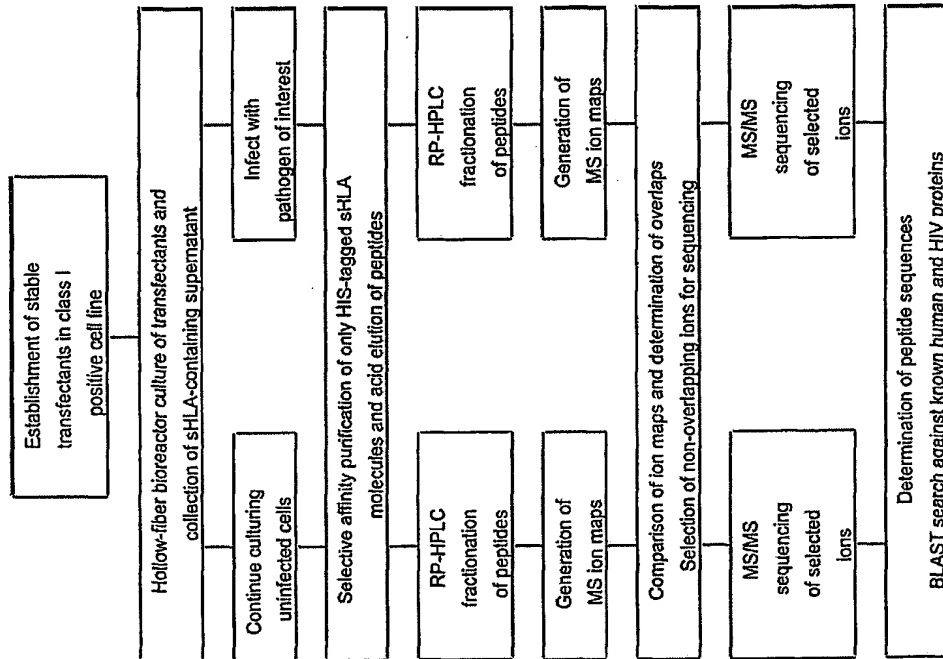 Establishment of stable
transfectants in class I
positive cell line
Hollow-fiber bioreactor culture of transfectants and
collection of sHLA-containing supernatant
Continue culturing
uninfected cells
Infect with
pathogen of interest
Selective affinity purification of only HIS-tagged sHLA
molecules and acid elution of peptides
RP-HPLC
fractionation
of peptides
RP-HPLC
fractionation
of peptides
Generation of
MS ion maps
Generation of
MS ion maps
Comparison of ion maps and determination of overlaps
Selection of non-overlapping ions for sequencing
MS/MS
sequencing
of selected
ions
MS/MS
sequencing
of selected
ions
Determination of peptide sequences
BLAST search against known human and HIV proteins